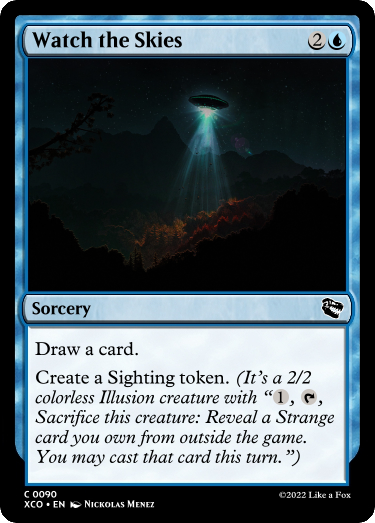 Watch the Skies 2
Sorcery
Draw a card.
Create a Sighting token. (It's a 2/2
colorless Illusion creature with “1, ,
Sacrifice this creature: Reveal a Strange
card you own from outside the game.
You may cast that card this turn.”)
C 0090
XCO • EN Nickolas Menez
©2022 Like a Fox